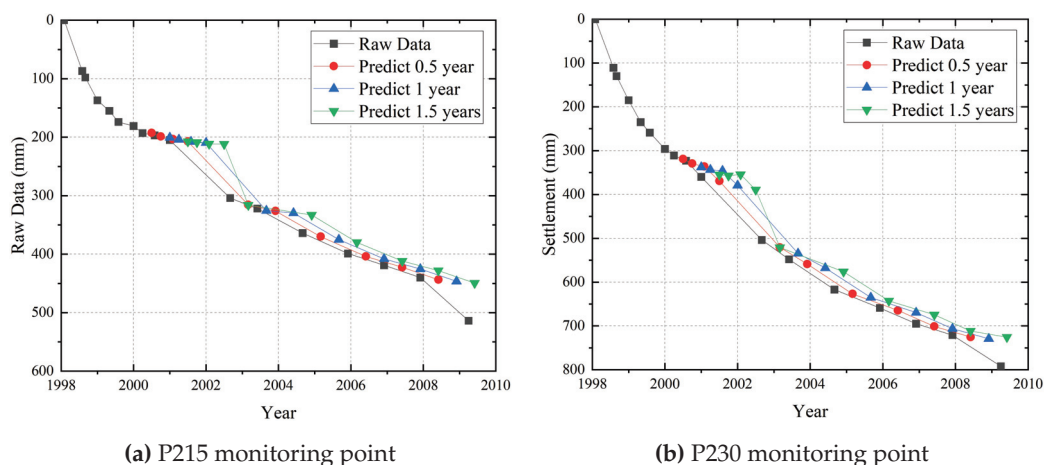 0
100
200
300
400
500
600
Raw Data (mm)
Raw Data
Predict 0.5 year
Predict 1 year
Predict 1.5 years
1998 2000 2002 2004 2006 2008 2010
Year
(a) P215 monitoring point
0
100
200
300
400
500
600
700
800
Settlement (mm)
Raw Data
Predict 0.5 year
Predict 1 year
Predict 1.5 years
1998 2000 2002 2004 2006 2008 2010
Year
(b) P230 monitoring point